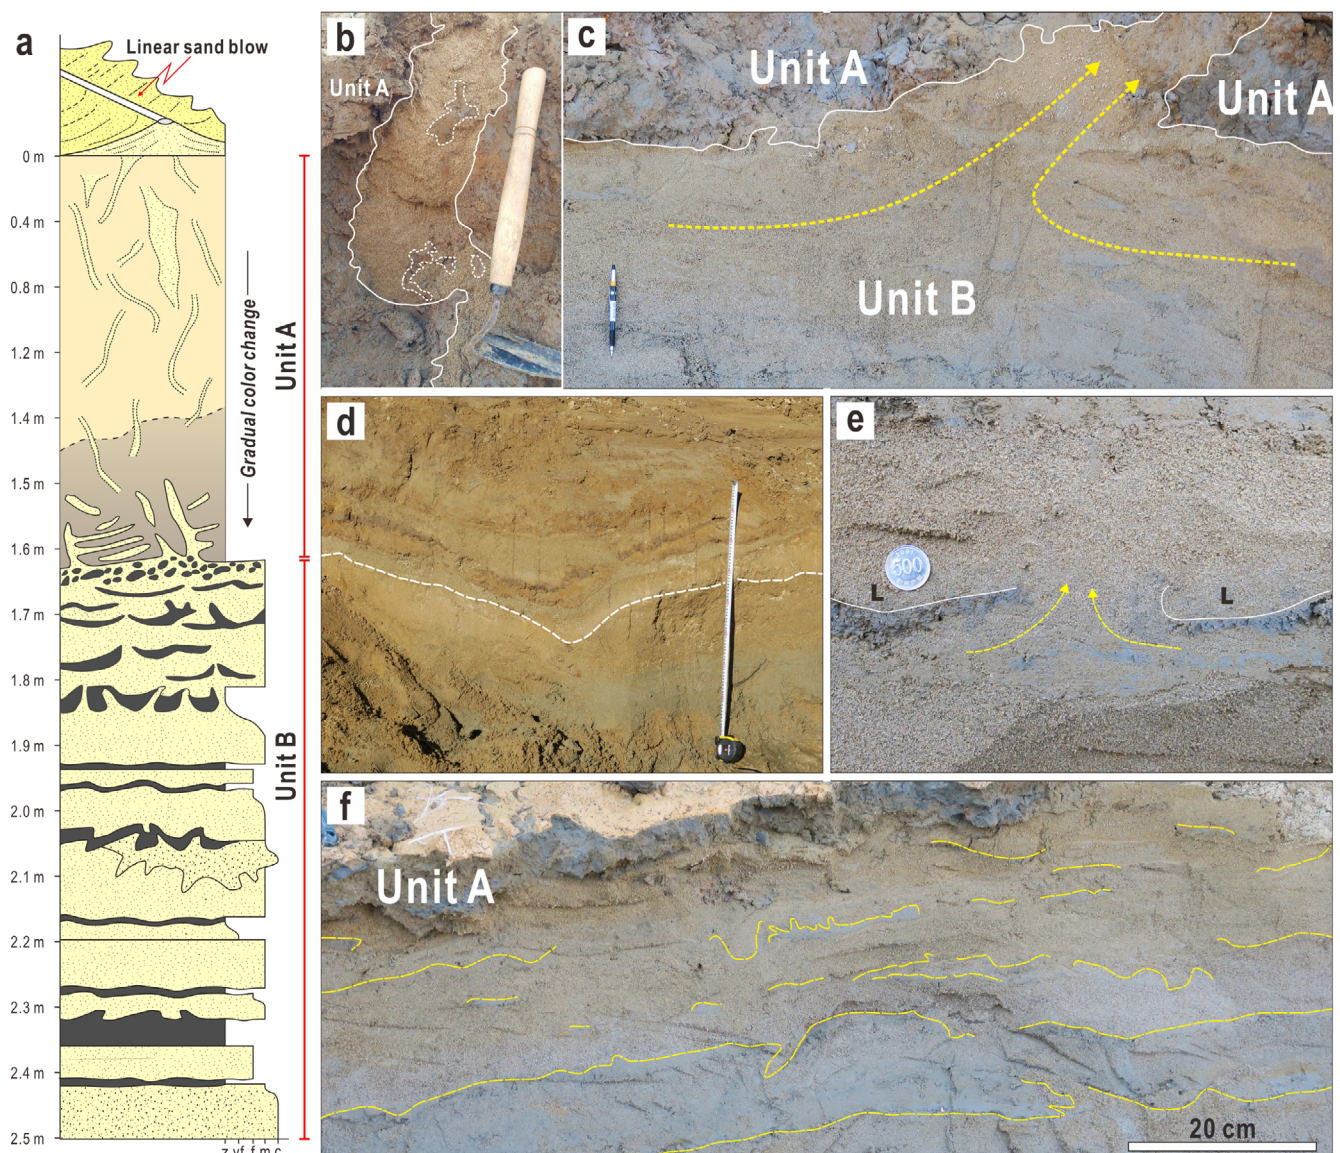 a
Linear sand blow
0 m
0.4 m
0.8 m
1.2 m
1.4 m
1.5 m
1.6 m
1.7 m
1.8 m
1.9 m
2.0 m
2.1 m
2.2 m
2.3 m
2.4 m
2.5 m
z vf f m c
Gradual color change
Unit A
Unit B
b
Unit A
c
Unit A
Unit A
Unit B
d
e
500
L
L
f
Unit A
20 cm